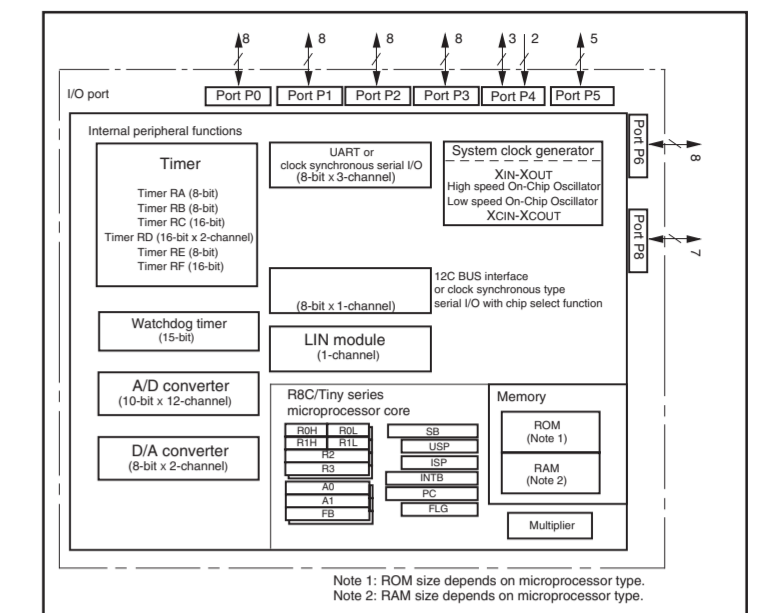 8 8 8 8 3 2 5
I/O port
Port P0 Port P1 Port P2 Port P3 Port P4 Port P5
Internal peripheral functions
Timer
Timer RA (8-bit)
Timer RB (8-bit)
Timer RC (16-bit)
Timer RD (16-bit x 2-channel)
Timer RE (8-bit)
Timer RF (16-bit)
UART or
clock synchronous serial I/O
(8-bit x 3-channel)
System clock generator
XIN-XOUT
High speed On-Chip Oscillator
Low speed On-Chip Oscillator
XCIN-XCOUT
Port P6
8
Port P8
7
(8-bit x 1-channel)
12C BUS interface
or clock synchronous type
serial I/O with chip select function
Watchdog timer
(15-bit)
LIN module
(1-channel)
A/D converter
(10-bit x 12-channel)
D/A converter
(8-bit x 2-channel)
R8C/Tiny series
microprocessor core
R0H R0L
R1H R1L
R2
R3
A0
A1
FB
SB
USP
ISP
INTB
PC
FLG
Memory
ROM
(Note 1)
RAM
(Note 2)
Multiplier
Note 1: ROM size depends on microprocessor type.
Note 2: RAM size depends on microprocessor type.